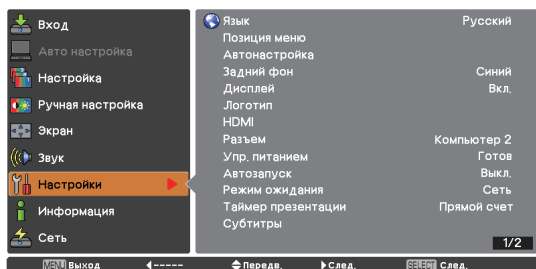 Вход
Авто настройка
Настройка
Ручная настройка
Экран
Звук
Настройки
Информация
Сеть
Язык Русский
Позиция меню
Автонастройка
Задний фон Синий
Дисплей Вкл.
Логотип
HDMI
Разъем Компьютер 2
Упр. питанием Готов
Автозапуск Выкл.
Режим ожидания Сеть
Таймер презентации Прямой счет
Субтитры
1/2
MENU Выход ----- Передв. След. SELECT След.